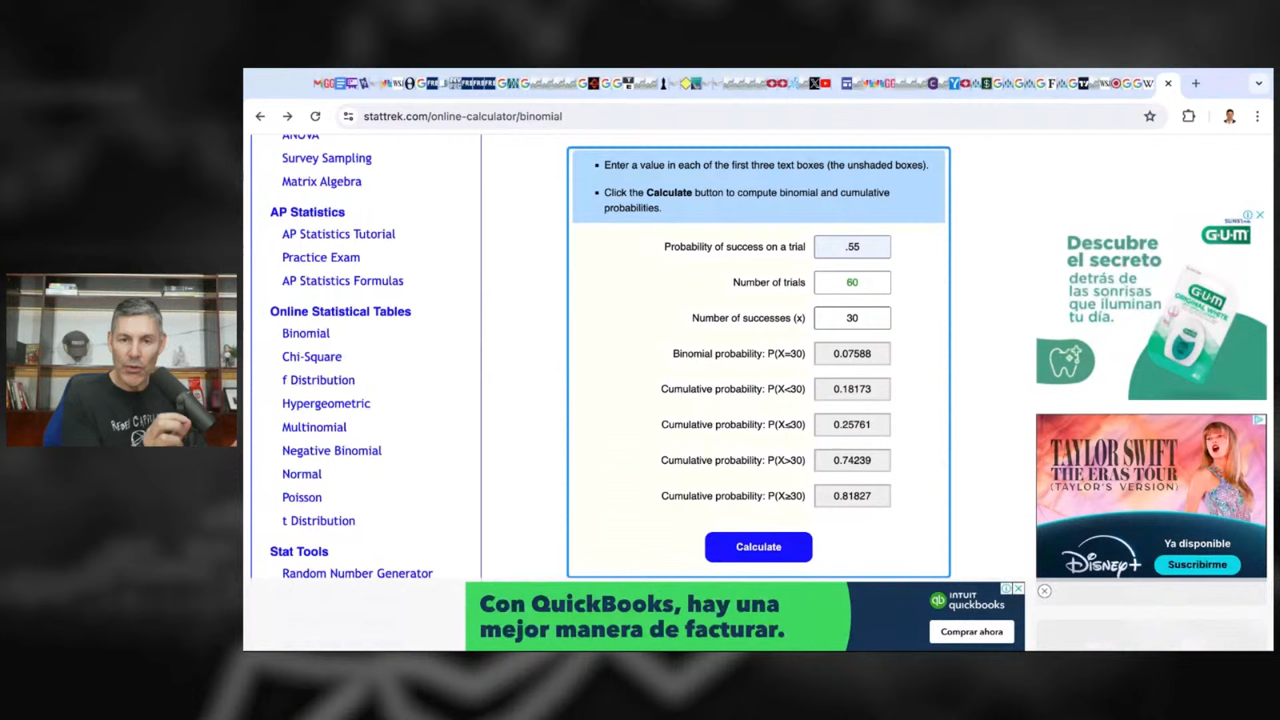 stattrek.com/online-calculator/binomial
ANOVA
Survey Sampling
Matrix Algebra
AP Statistics
AP Statistics Tutorial
Practice Exam
AP Statistics Formulas
Online Statistical Tables
Binomial
Chi-Square
f Distribution
Hypergeometric
Multinomial
Negative Binomial
Normal
Poisson
t Distribution
Stat Tools
Random Number Generator
Enter a value in each of the first three text boxes (the unshaded boxes).
Click the Calculate button to compute binomial and cumulative
probabilities.
Probability of success on a trial .55
Number of trials 60
Number of successes (x) 30
Binomial probability: P(X=30) 0.07588
Cumulative probability: P(X<30) 0.18173
Cumulative probability: P(X≤30) 0.25761
Cumulative probability: P(X>30) 0.74239
Cumulative probability: P(X≥30) 0.81827
Calculate
SUNSTAR
G·U·M
Descubre
el secreto
detrás de
las sonrisas
que iluminan
tu día.
G·U·M
ORIGINAL WHITE
TAYLOR SWIFT
THE ERAS TOUR
(TAYLOR'S VERSION)
Disney+
Ya disponible
Suscribirme
Con QuickBooks, hay una
mejor manera de facturar.
INTUIT
quickbooks
Comprar ahora